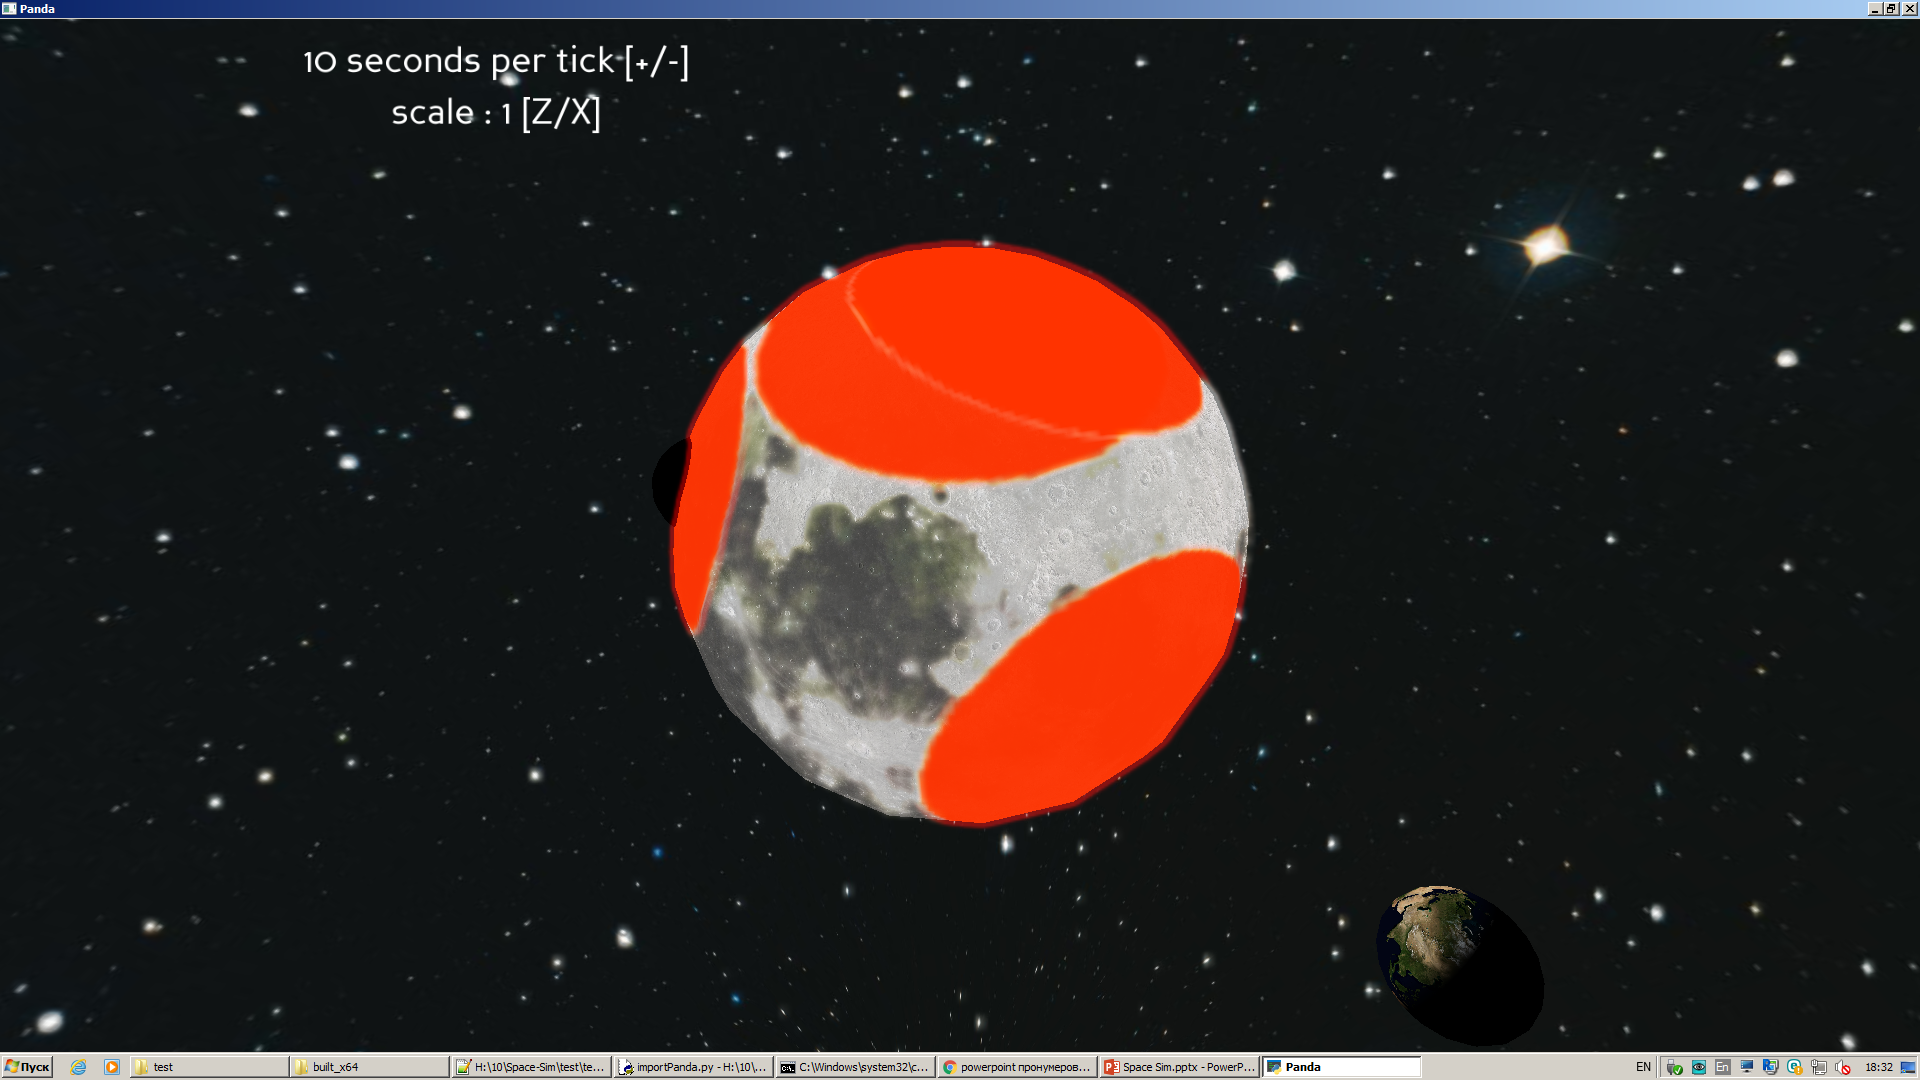 Panda
10 seconds per tick [+/-]
scale : 1 [Z/X]
Пуск
test
built_x64
H:\10\Space-Sim\test\te...
importPanda.py - H:\10\...
C:\Windows\system32\c...
powerpoint пронумеров...
Space Sim.pptx - PowerP...
Panda
EN
En
18:32